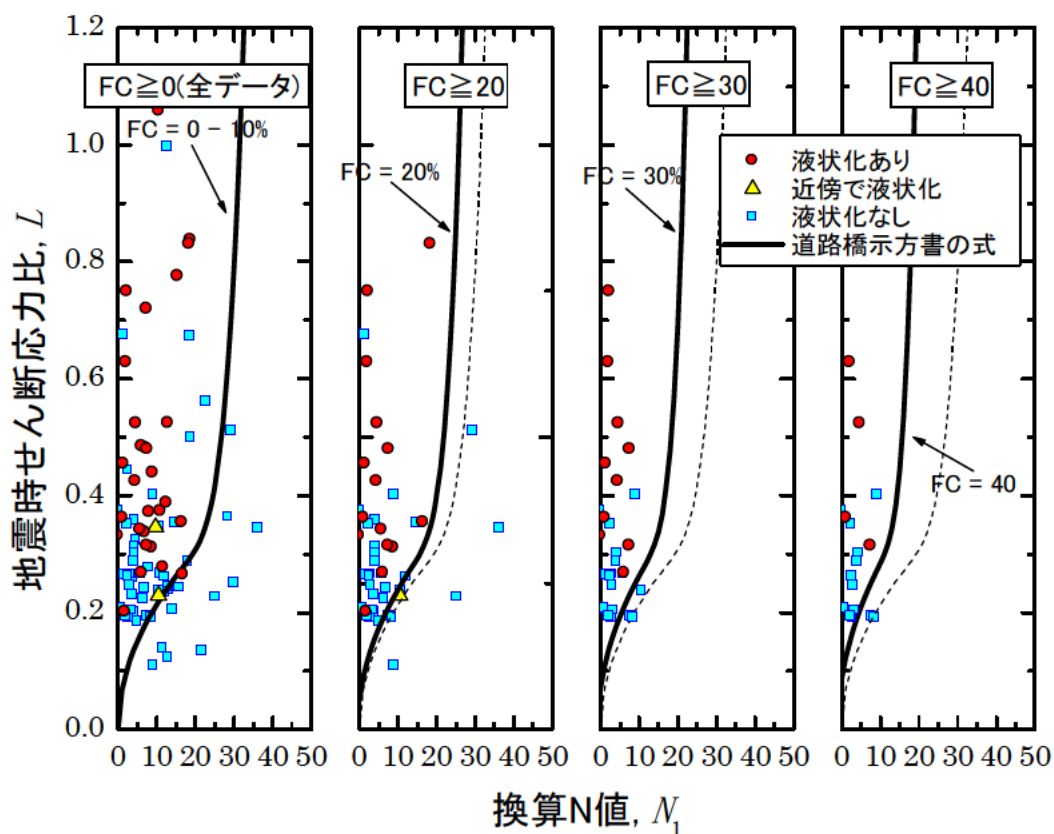 FC≧0(全データ)
FC≧20
FC≧30
FC≧40
FC = 0 − 10%
FC = 20%
FC = 30%
FC = 40
液状化あり
近傍で液状化
液状化なし
道路橋示方書の式
地震時せん断応力比, L
1.2
1.0
0.8
0.6
0.4
0.2
0.0
0 10 20 30 40 50
0 10 20 30 40 50
0 10 20 30 40 50
0 10 20 30 40 50
換算N値, N₁